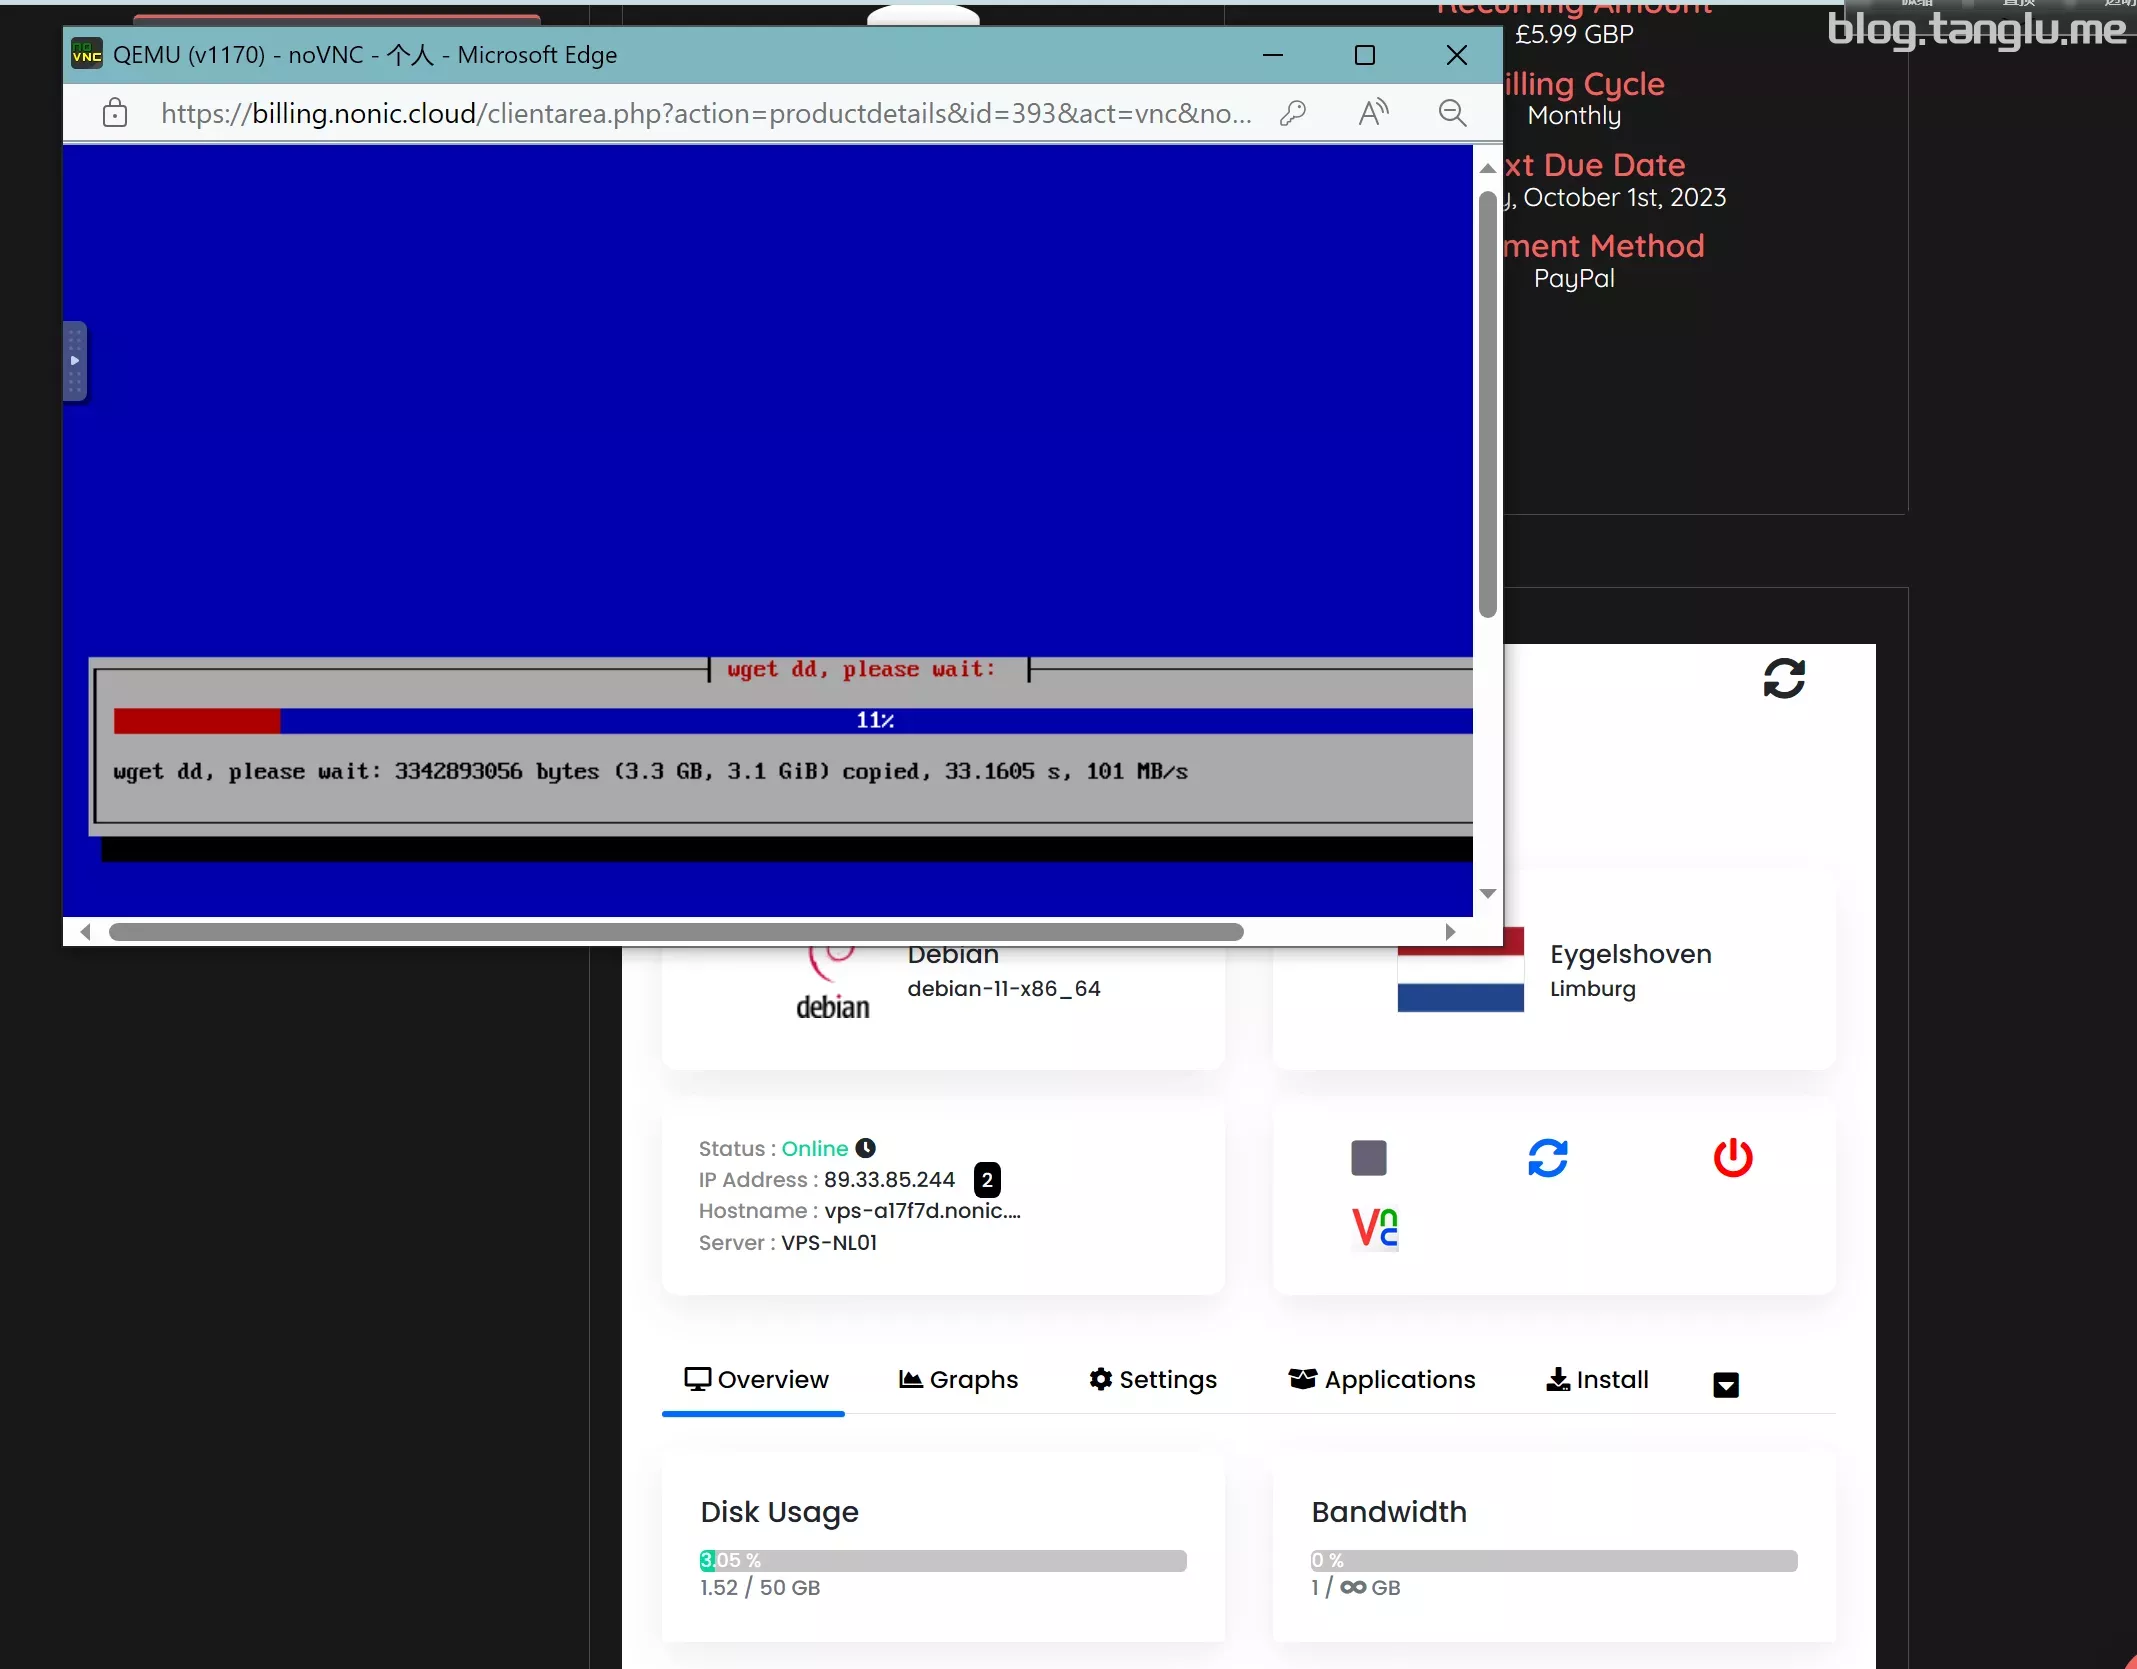 Recurring Amount
£5.99 GBP
blog.tanglu.me
QEMU (v1170) - noVNC - 个人 - Microsoft Edge
https://billing.nonic.cloud/clientarea.php?action=productdetails&id=393&act=vnc&no...
illing Cycle
Monthly
xt Due Date
y, October 1st, 2023
ment Method
PayPal
wget dd, please wait:
11%
wget dd, please wait: 3342893056 bytes (3.3 GB, 3.1 GiB) copied, 33.1605 s, 101 MB/s
debian
Debian
debian-11-x86_64
Eygelshoven
Limburg
Status : Online
IP Address : 89.33.85.244 2
Hostname : vps-a17f7d.nonic....
Server : VPS-NL01
Vnc
Overview Graphs Settings Applications Install
Disk Usage
3.05 %
1.52 / 50 GB
Bandwidth
0 %
1 / ∞ GB